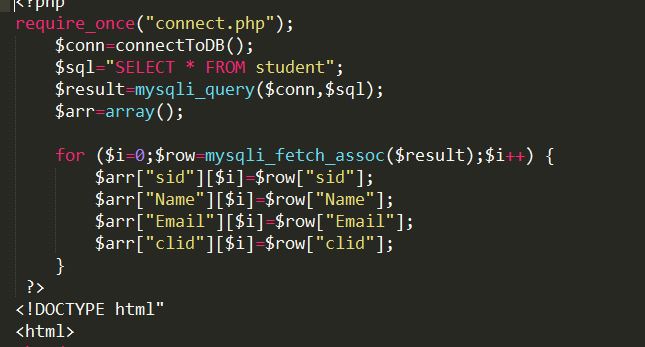 <?php
require_once("connect.php");
$conn=connectToDB();
$sql="SELECT * FROM student";
$result=mysqli_query($conn,$sql);
$arr=array();
for ($i=0;$row=mysqli_fetch_assoc($result);$i++) {
$arr["sid"][$i]=$row["sid"];
$arr["Name"][$i]=$row["Name"];
$arr["Email"][$i]=$row["Email"];
$arr["clid"][$i]=$row["clid"];
}
?>
<!DOCTYPE html"
<html>